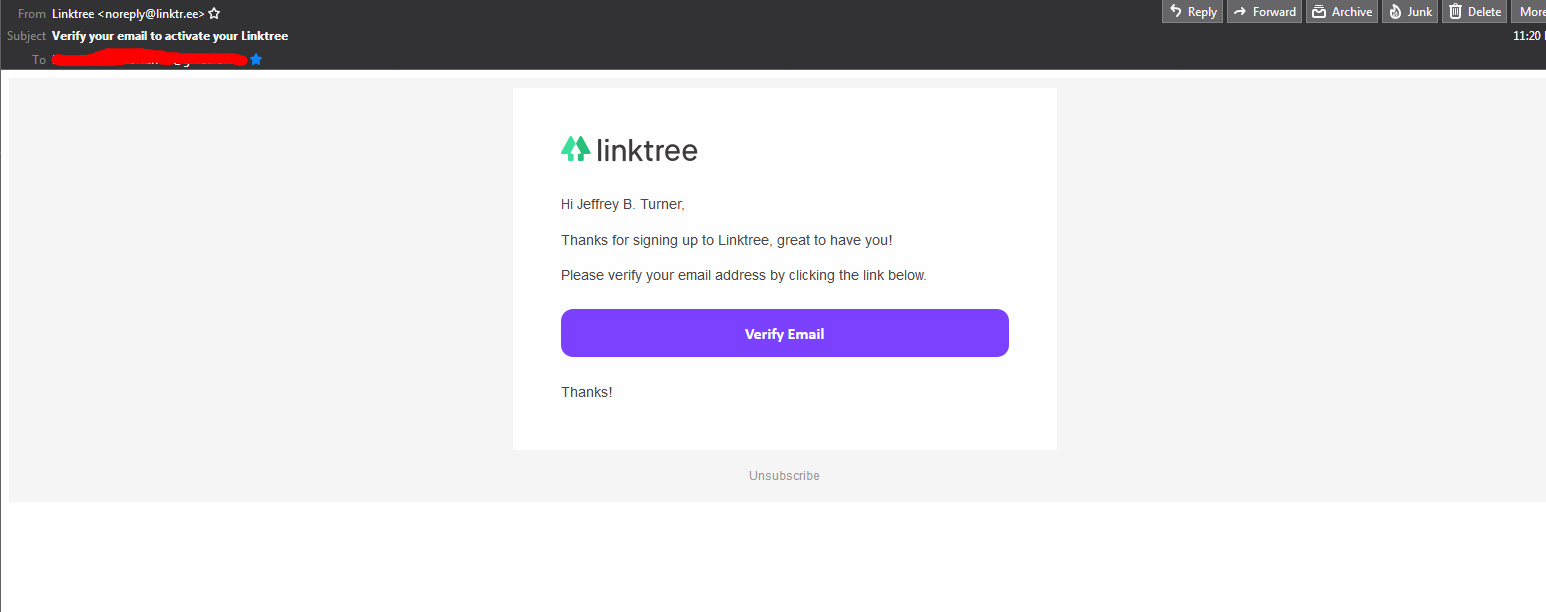 From Linktree <noreply@linktr.ee>
Reply Forward Archive Junk Delete More
Subject Verify your email to activate your Linktree
11:20
To
linktree
Hi Jeffrey B. Turner,
Thanks for signing up to Linktree, great to have you!
Please verify your email address by clicking the link below.
Verify Email
Thanks!
Unsubscribe